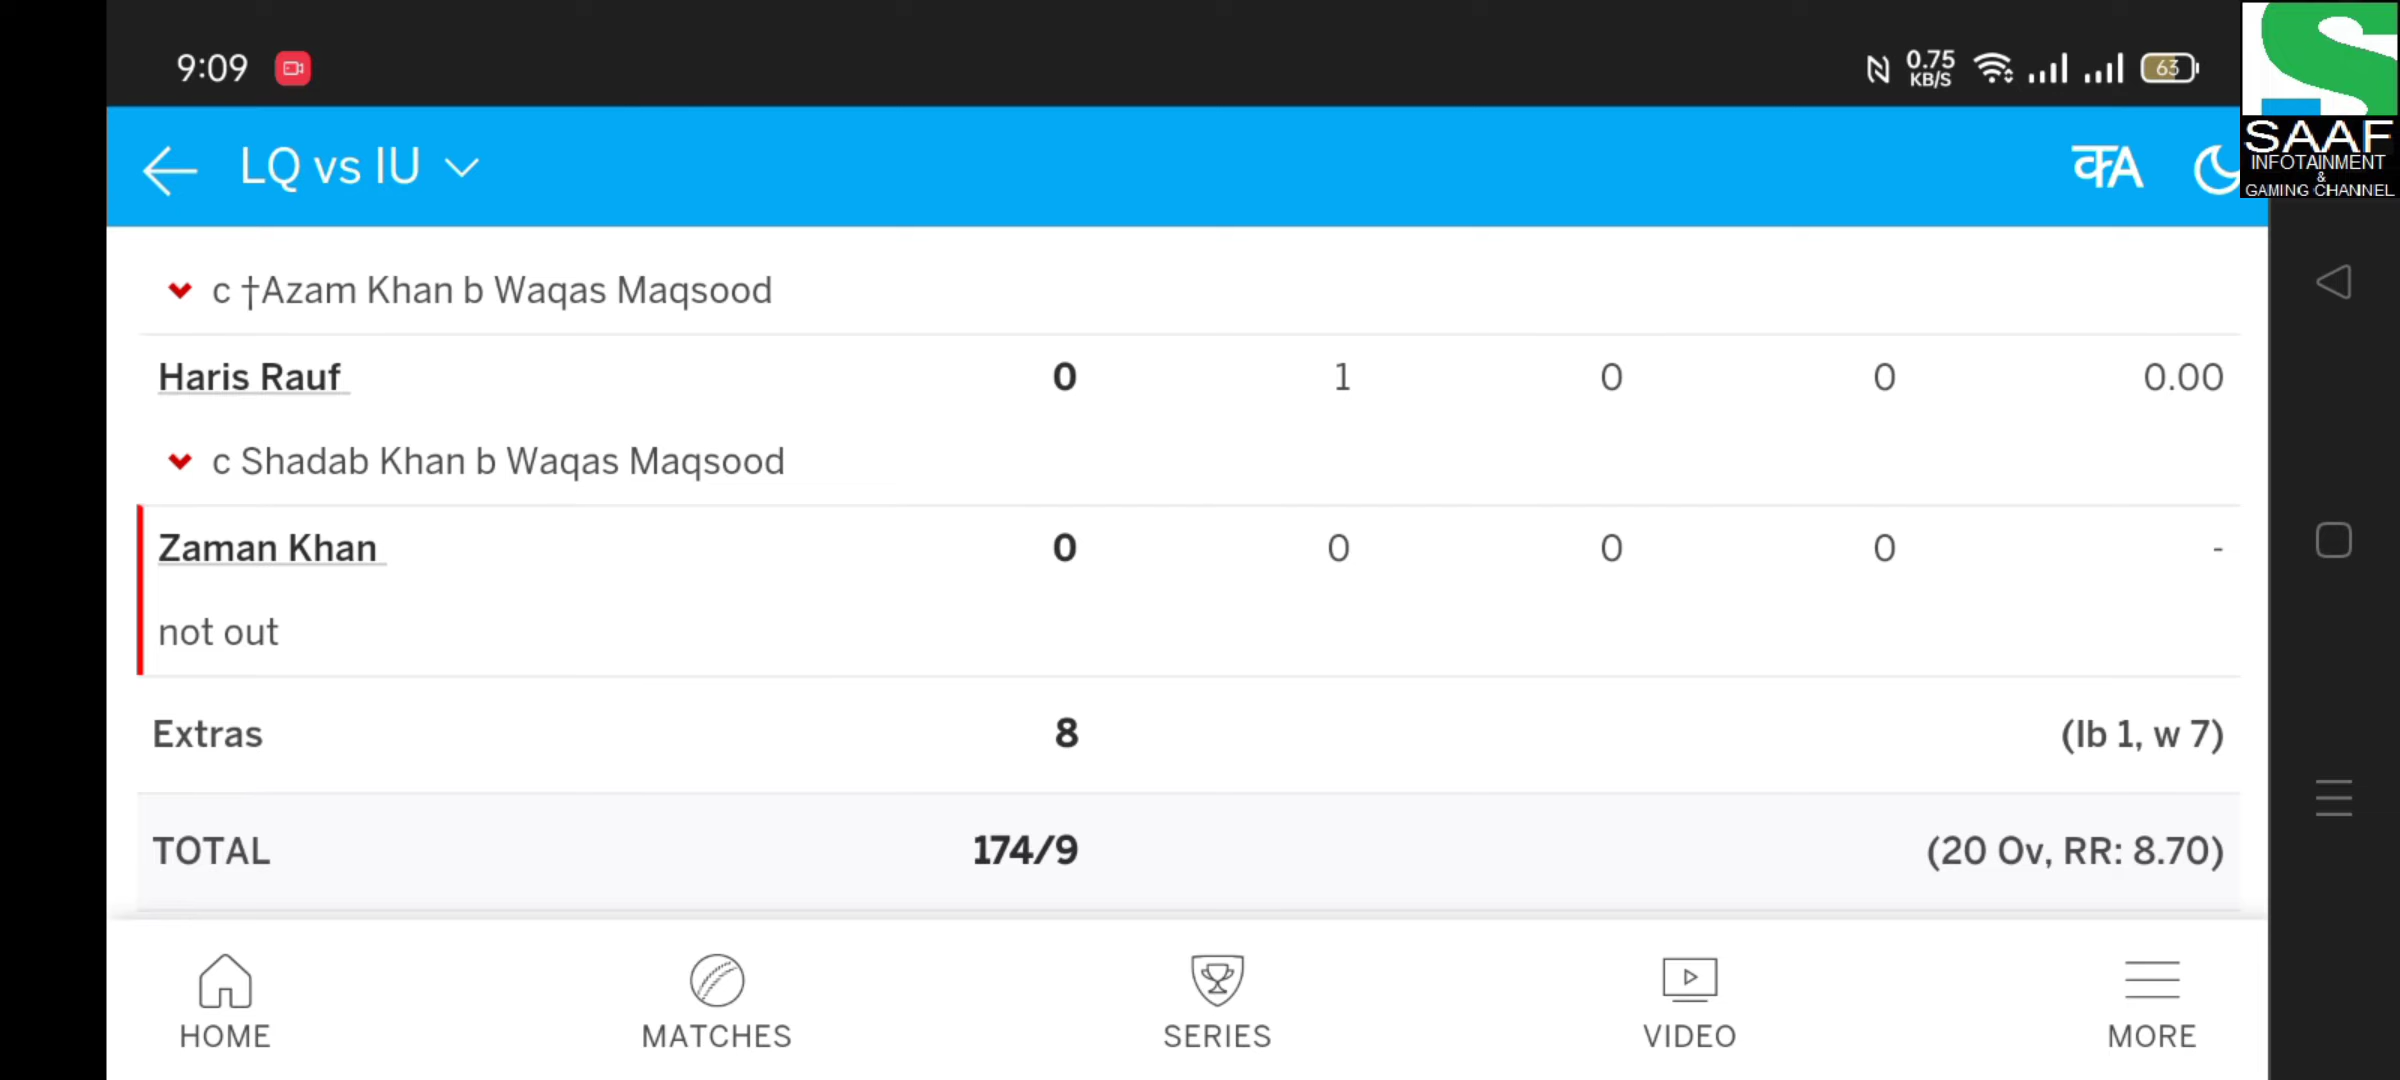 9:09
0.75
KB/S
63
SAAF
INFOTAINMENT
&
GAMING CHANNEL
LQ vs IU
क A
c †Azam Khan b Waqas Maqsood
Haris Rauf 0 1 0 0 0.00
c Shadab Khan b Waqas Maqsood
Zaman Khan 0 0 0 0 -
not out
Extras 8 (lb 1, w 7)
TOTAL 174/9 (20 Ov, RR: 8.70)
HOME MATCHES SERIES VIDEO MORE